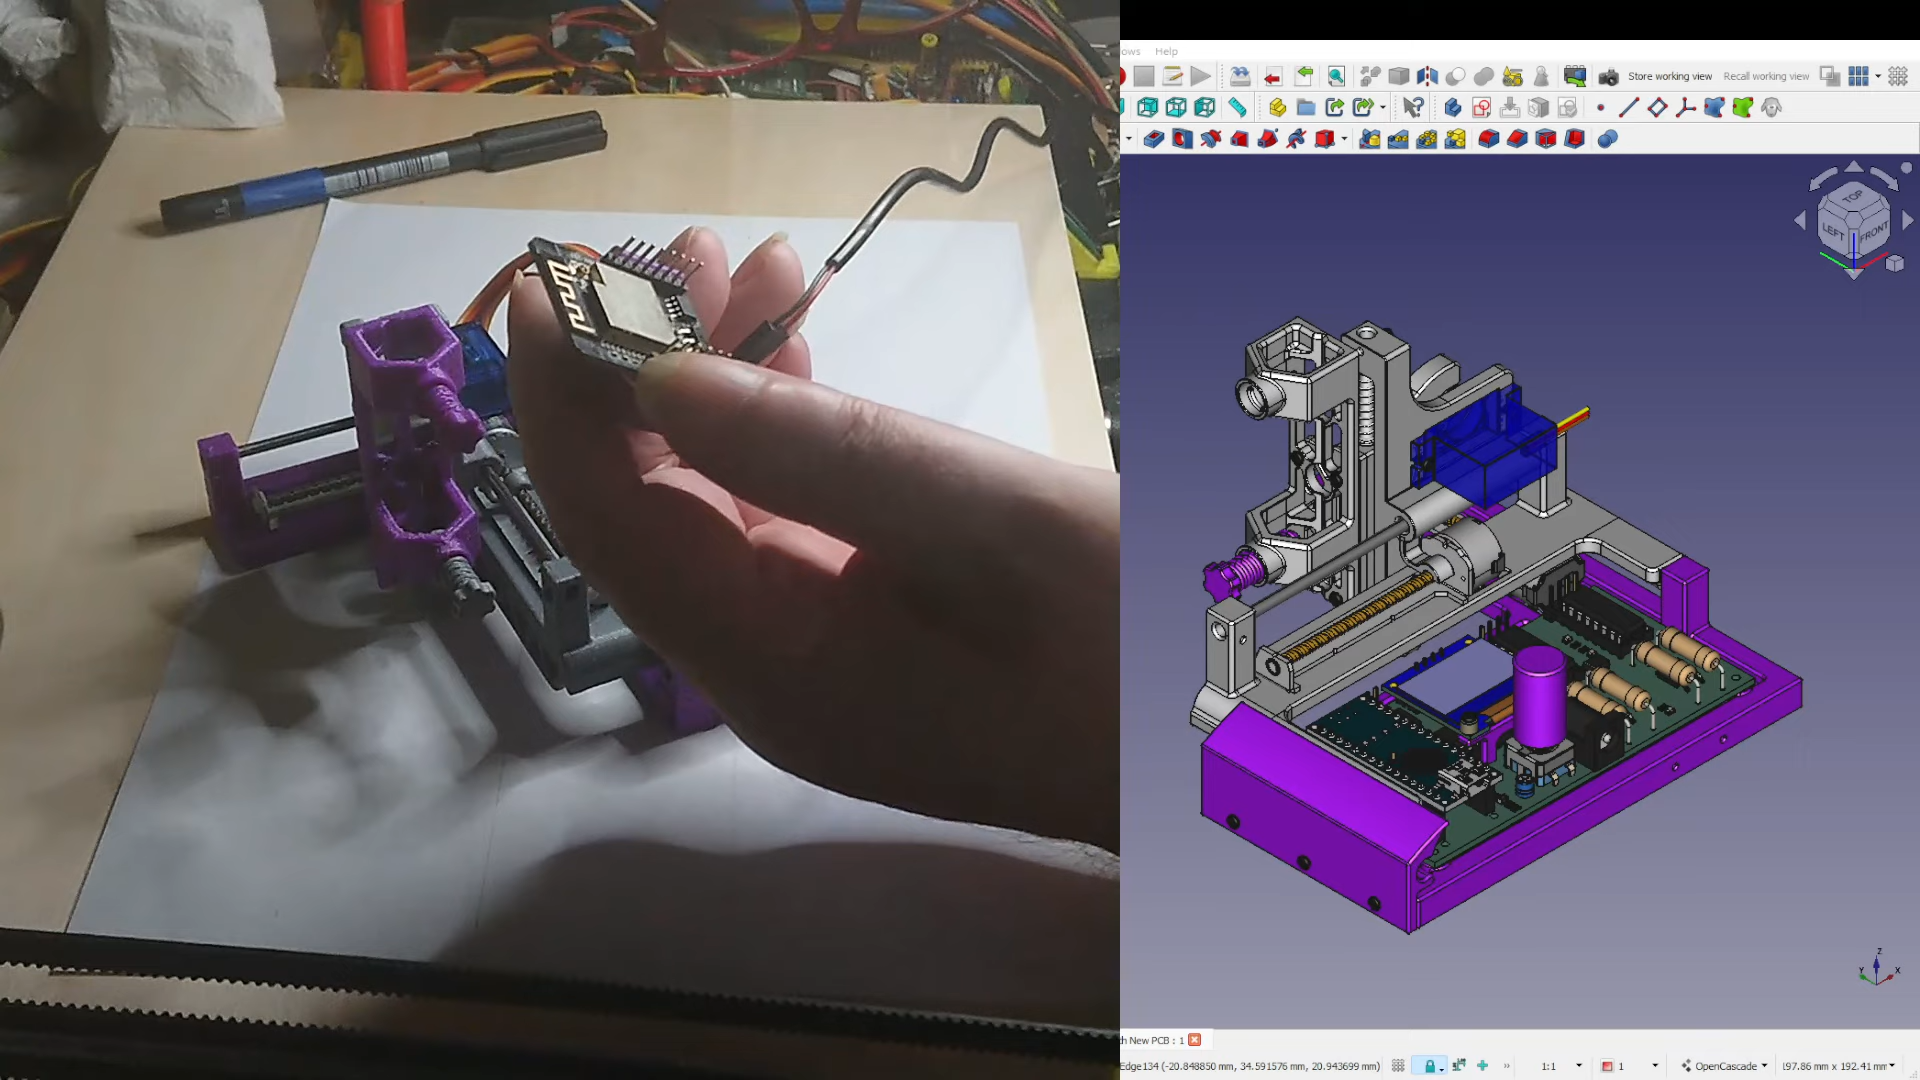 ows Help
Store working view Recall working view
TOP
LEFT FRONT
Z
Y X
h New PCB : 1
Edge134 (-20.848850 mm, 34.591576 mm, 20.943699 mm) 1:1 1 OpenCascade 197.86 mm x 192.41 mm